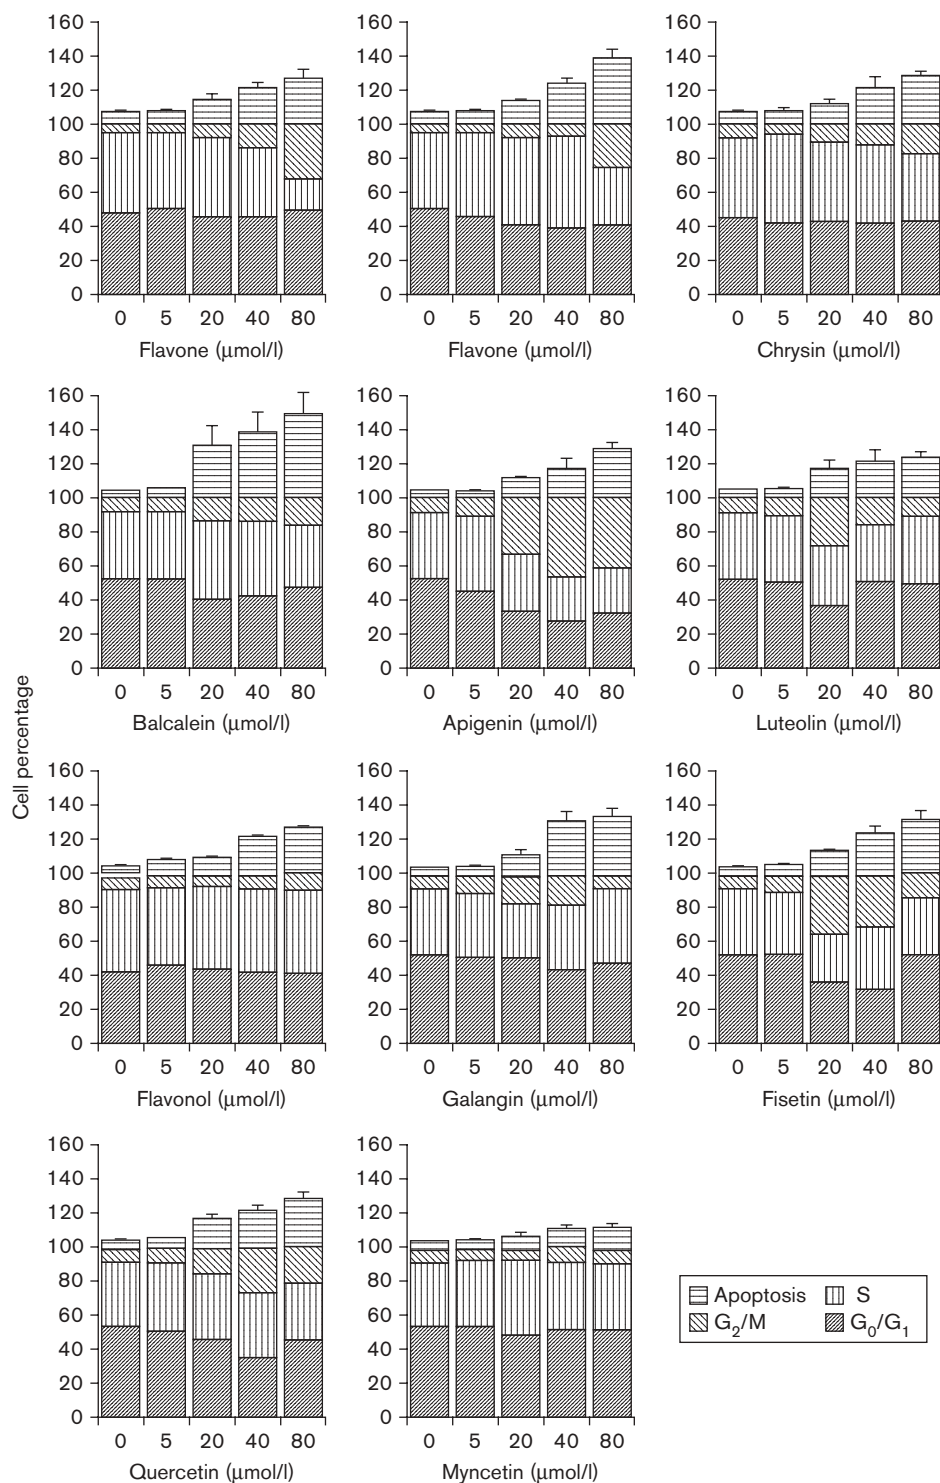 160 160 160
140 140 140
120 120 120
100 100 100
80 80 80
60 60 60
40 40 40
20 20 20
0 0 0
0 5 20 40 80 0 5 20 40 80 0 5 20 40 80
Flavone (μmol/l) Flavone (μmol/l) Chrysin (μmol/l)
160 160 160
140 140 140
120 120 120
100 100 100
80 80 80
60 60 60
40 40 40
20 20 20
0 0 0
0 5 20 40 80 0 5 20 40 80 0 5 20 40 80
Balcalein (μmol/l) Apigenin (μmol/l) Luteolin (μmol/l)
Cell percentage
160 160 160
140 140 140
120 120 120
100 100 100
80 80 80
60 60 60
40 40 40
20 20 20
0 0 0
0 5 20 40 80 0 5 20 40 80 0 5 20 40 80
Flavonol (μmol/l) Galangin (μmol/l) Fisetin (μmol/l)
160 160
140 140
120 120
100 100
80 80
60 60
40 40
20 20
0 0
0 5 20 40 80 0 5 20 40 80
Quercetin (μmol/l) Myncetin (μmol/l)
Apoptosis S
G₂/M G₀/G₁